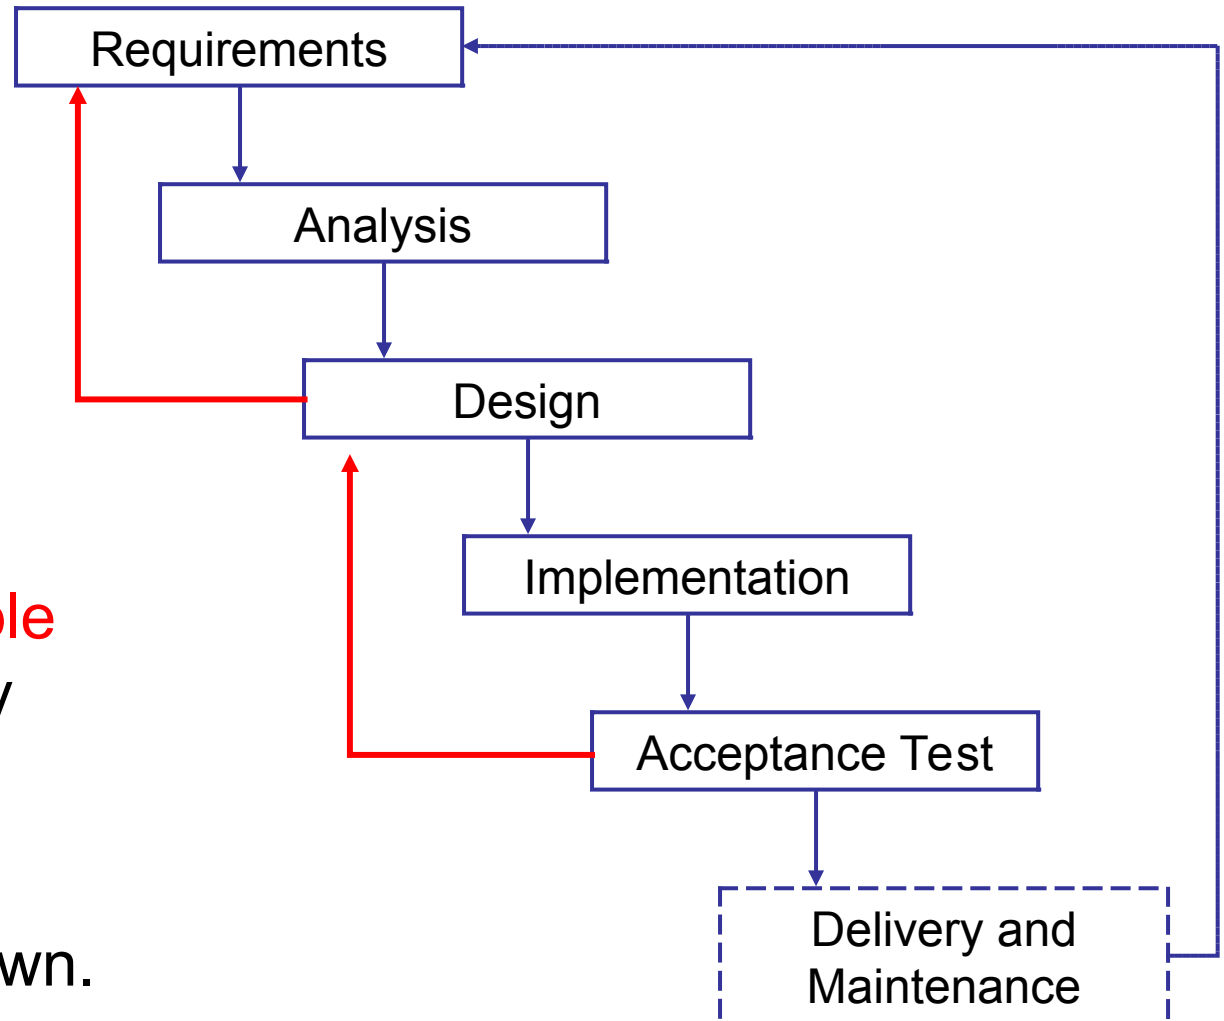 Requirements
Analysis
Design
Implementation
Acceptance Test
Delivery and
Maintenance